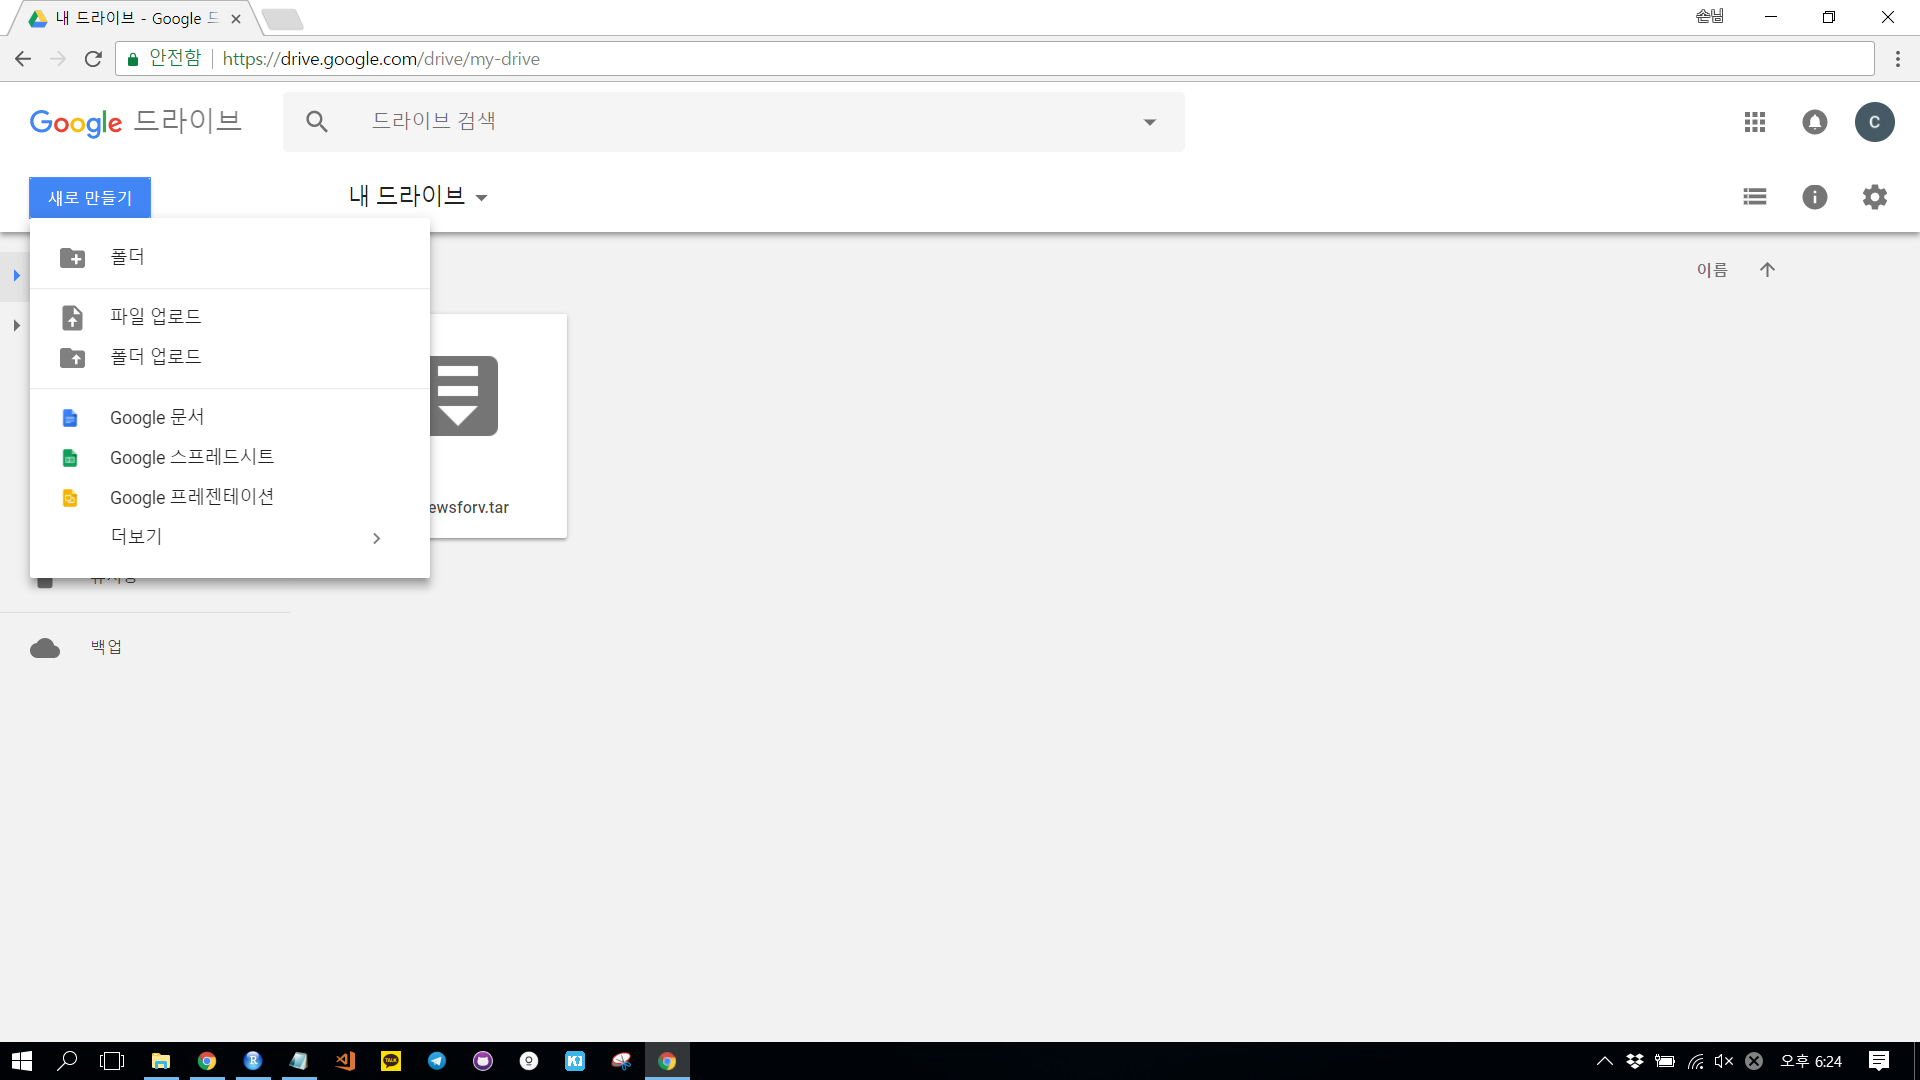 내 드라이브 - Google 드
손님
안전함 https://drive.google.com/drive/my-drive
Google 드라이브
드라이브 검색
C
새로 만들기
내 드라이브
폴더
이름
파일 업로드
폴더 업로드
Google 문서
Google 스프레드시트
Google 프레젠테이션
ewsforv.tar
더보기
백업
오후 6:24